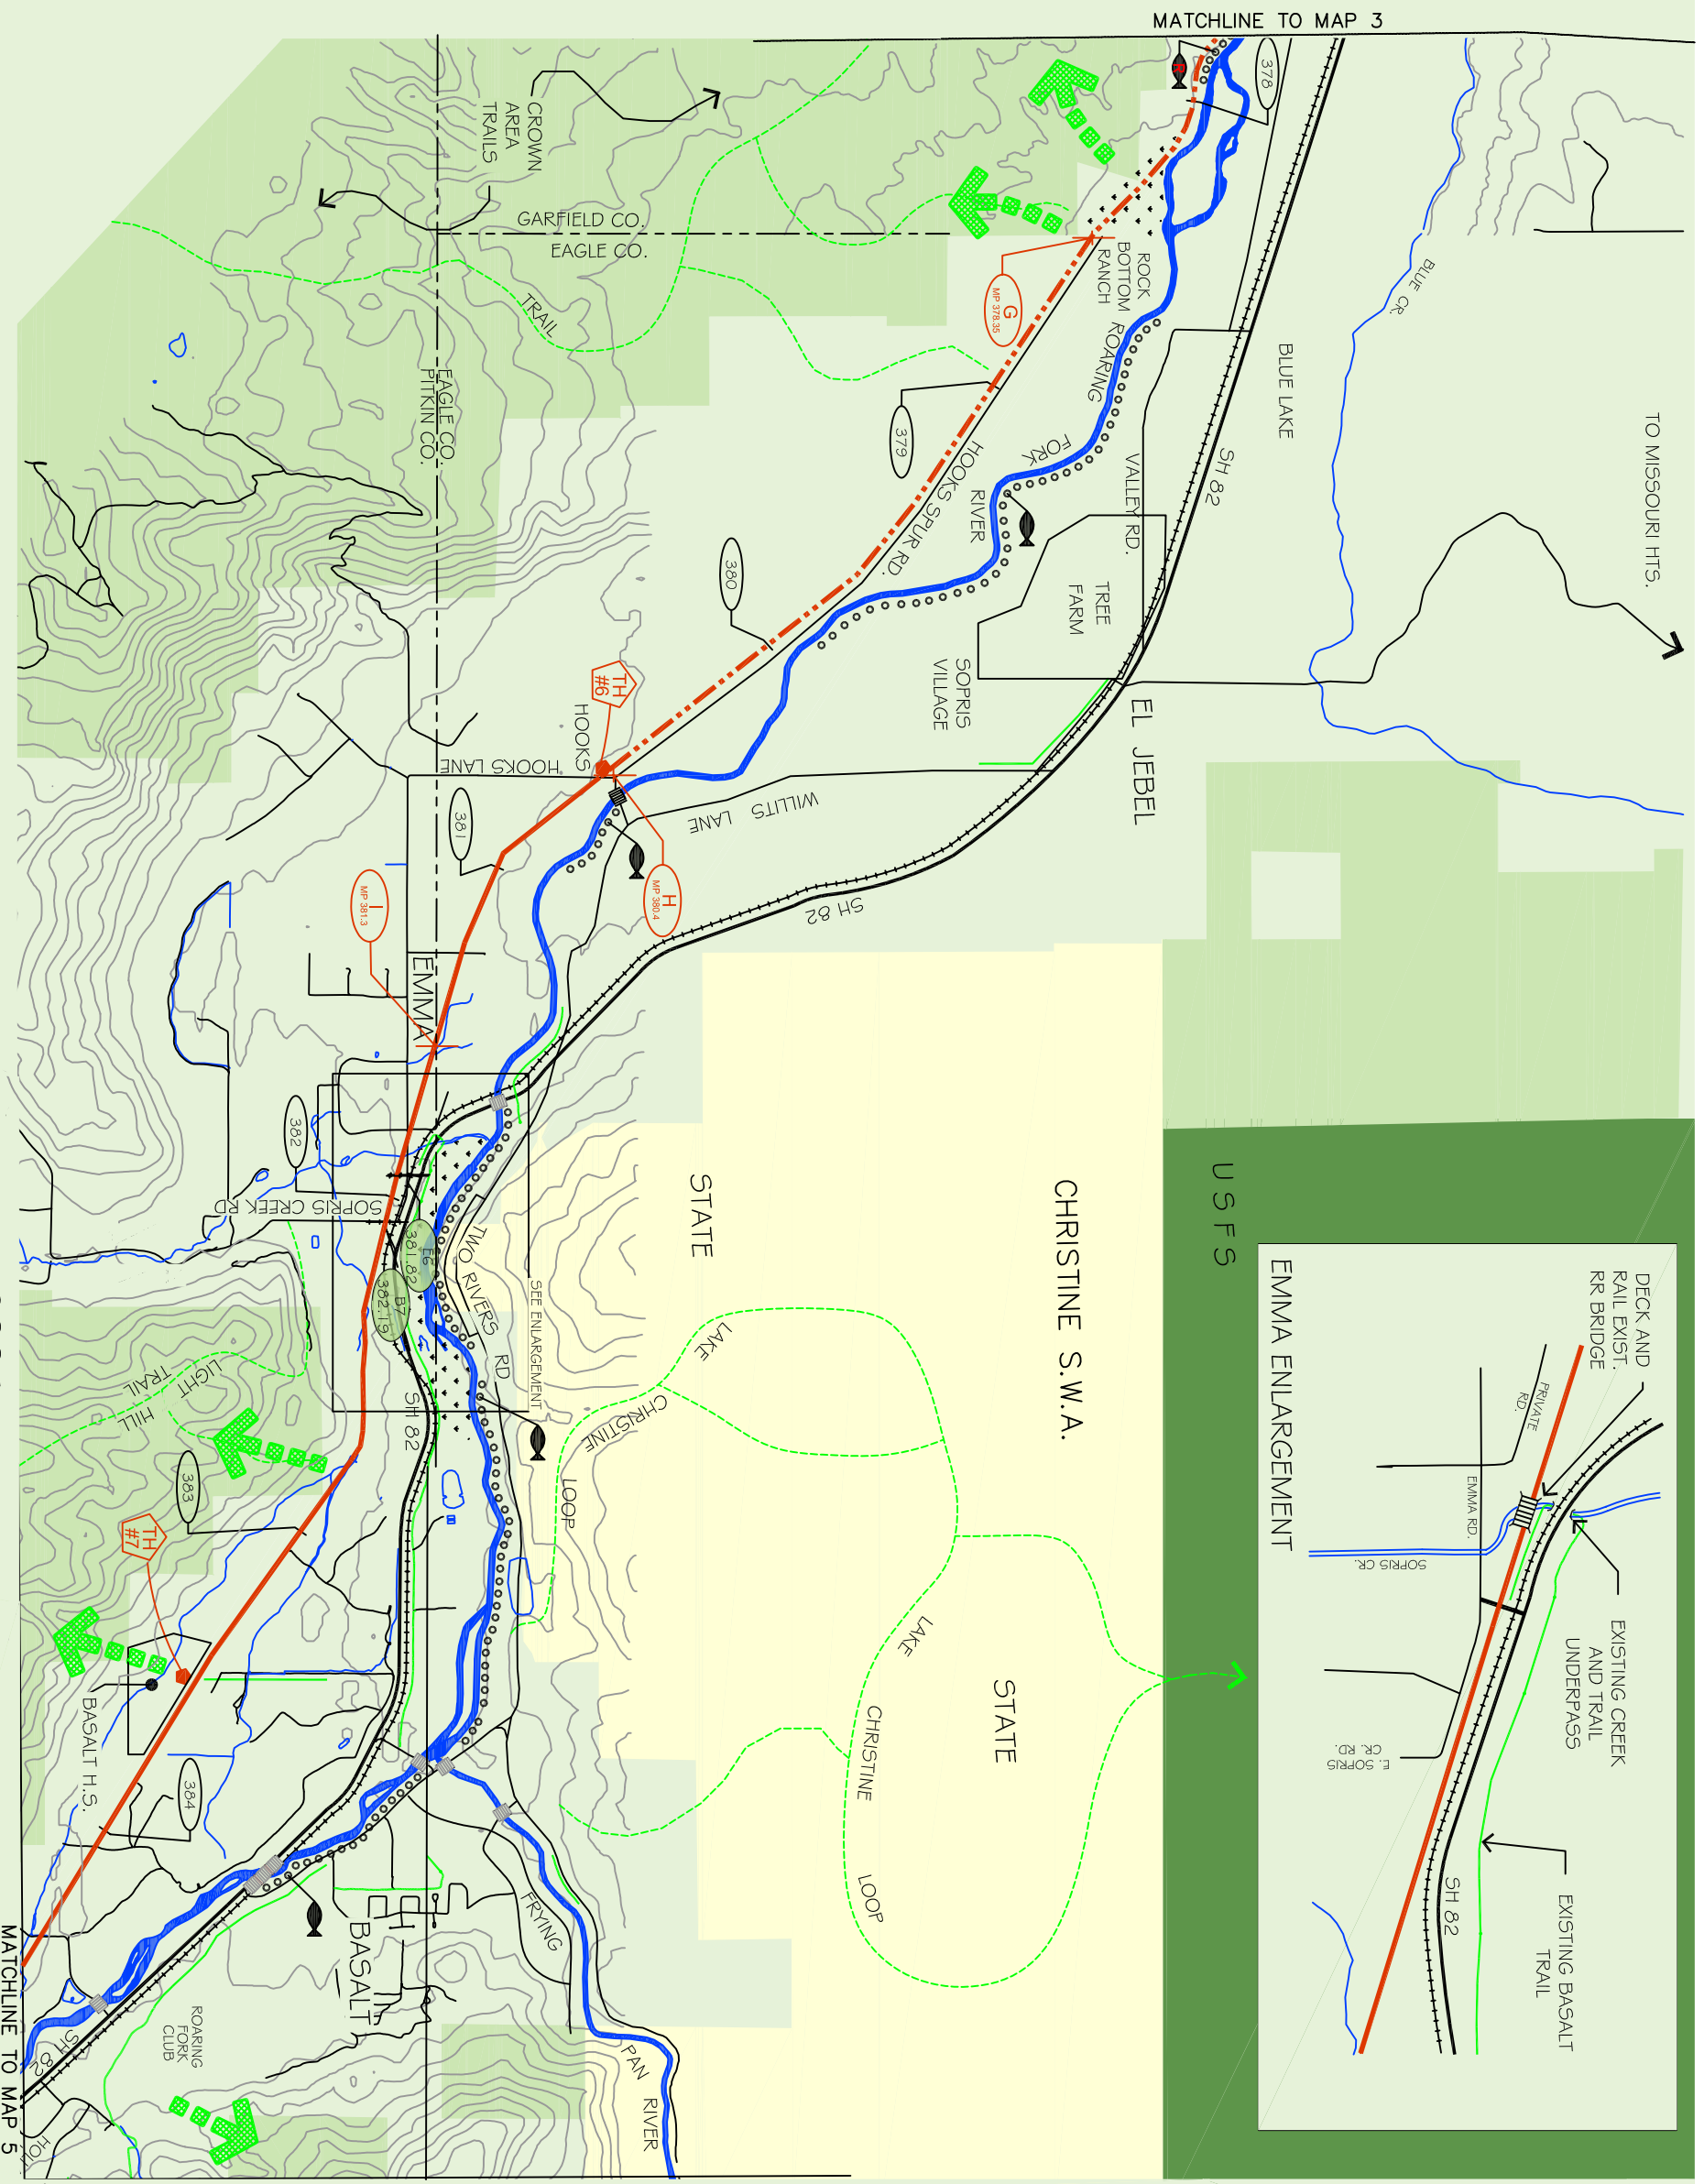 MATCHLINE TO MAP 3
378
R
CROWN
AREA
TRAILS
GARFIELD CO.
EAGLE CO.
TRAIL
EAGLE CO.
PITKIN CO.
ROCK
BOTTOM
RANCH
G
MP 378.35
379
ROARING
FORK
RIVER
HOOKS SPUR RD.
BLUE CR.
BLUE LAKE
SH 82
VALLEY RD.
TO MISSOURI HTS.
TREE
FARM
SOPRIS
VILLAGE
EL JEBEL
380
TH
#6
HOOKS
HOOKS LANE
WILLITS LANE
381
H
MP 380.4
I
MP 381.3
SH 82
EMMA
382
SOPRIS CREEK RD
E6
381.82
B7
382.19
TWO RIVERS RD
SEE ENLARGEMENT
SH 82
STATE
CHRISTINE S.W.A.
USFS
LAKE
CHRISTINE
LOOP
LAKE
CHRISTINE
LOOP
STATE
LIGHT
HILL
TRAIL
383
TH
#7
BASALT H.S.
384
BASALT
FRYING
PAN
RIVER
ROARING
FORK
CLUB
SH 82
MATCHLINE TO MAP 5
EMMA ENLARGEMENT
DECK AND
RAIL EXIST.
RR BRIDGE
PRIVATE
RD.
EMMA RD.
SOPRIS CR.
EXISTING CREEK
AND TRAIL
UNDERPASS
E. SOPRIS
CR. RD.
SH 82
EXISTING BASALT
TRAIL